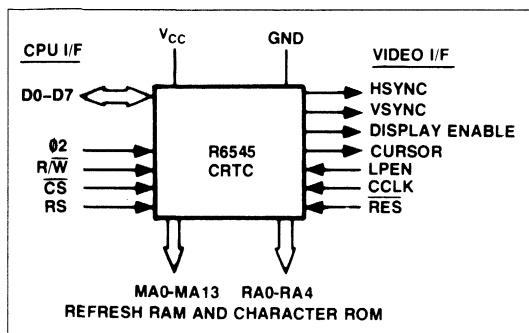 CPU I/F
VCC
GND
VIDEO I/F
D0–D7
HSYNC
VSYNC
DISPLAY ENABLE
CURSOR
LPEN
CCLK
RES
Ø2
R/W
CS
RS
R6545
CRTC
MA0-MA13 RA0-RA4
REFRESH RAM AND CHARACTER ROM